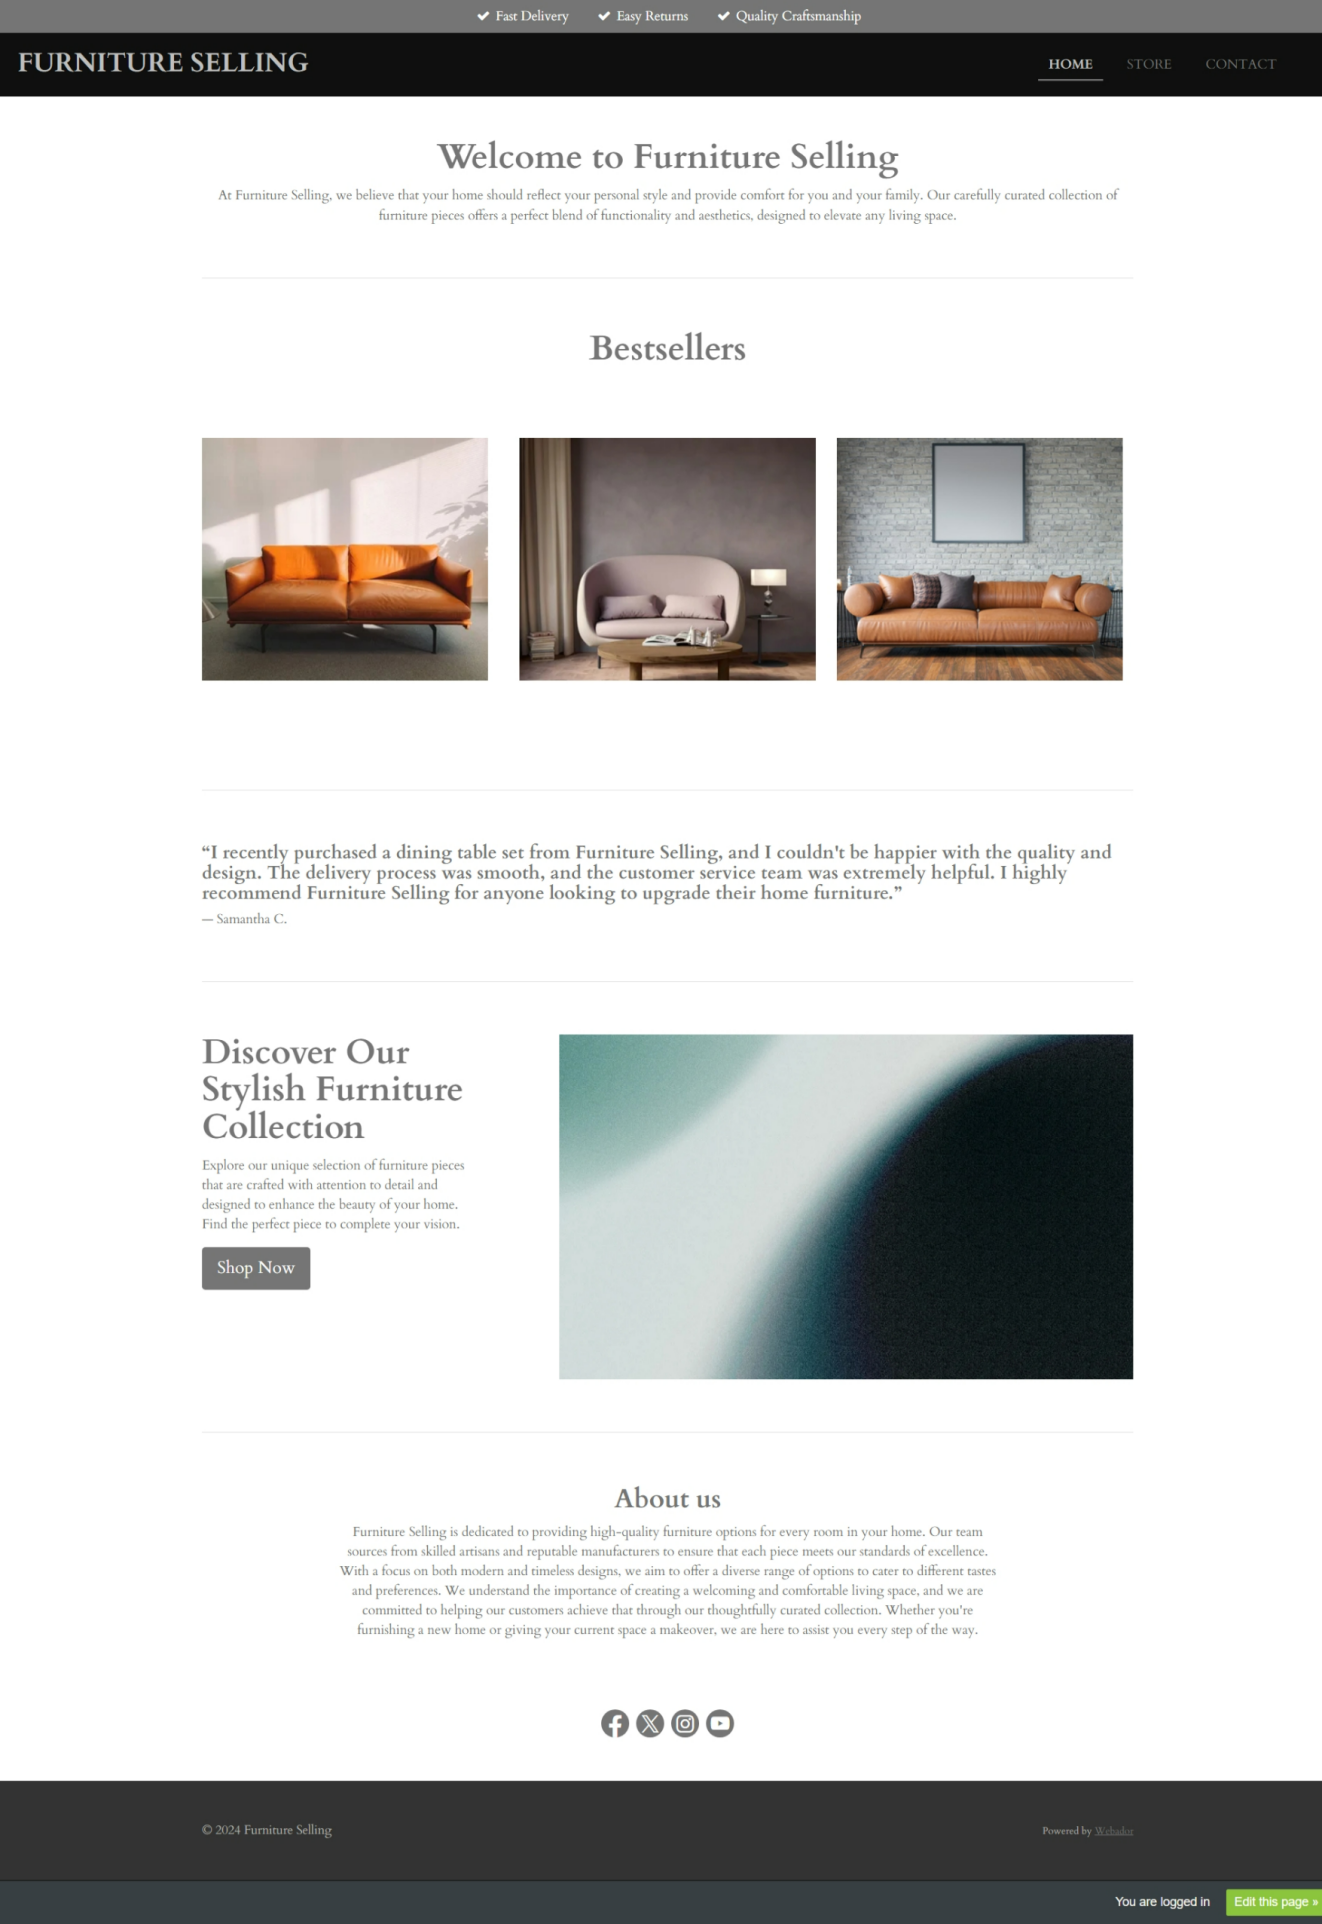 Fast Delivery Easy Returns Quality Craftsmanship
FURNITURE SELLING
HOME STORE CONTACT
Welcome to Furniture Selling
At Furniture Selling, we believe that your home should reflect your personal style and provide comfort for you and your family. Our carefully curated collection of
furniture pieces offers a perfect blend of functionality and aesthetics, designed to elevate any living space.
Bestsellers
“I recently purchased a dining table set from Furniture Selling, and I couldn't be happier with the quality and
design. The delivery process was smooth, and the customer service team was extremely helpful. I highly
recommend Furniture Selling for anyone looking to upgrade their home furniture.”
— Samantha C.
Discover Our
Stylish Furniture
Collection
Explore our unique selection of furniture pieces
that are crafted with attention to detail and
designed to enhance the beauty of your home.
Find the perfect piece to complete your vision.
Shop Now
About us
Furniture Selling is dedicated to providing high-quality furniture options for every room in your home. Our team
sources from skilled artisans and reputable manufacturers to ensure that each piece meets our standards of excellence.
With a focus on both modern and timeless designs, we aim to offer a diverse range of options to cater to different tastes
and preferences. We understand the importance of creating a welcoming and comfortable living space, and we are
committed to helping our customers achieve that through our thoughtfully curated collection. Whether you're
furnishing a new home or giving your current space a makeover, we are here to assist you every step of the way.
© 2024 Furniture Selling
Powered by Webador
You are logged in
Edit this page »